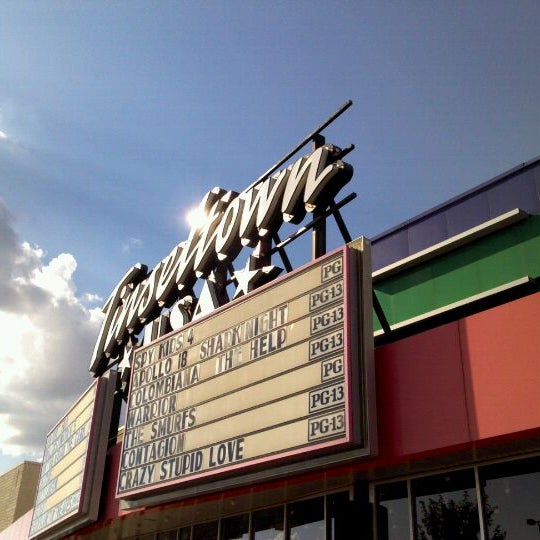 Tinseltown
USA
SPY KIDS 4 PG
APOLLO 18 SHARK NIGHT PG-13
COLOMBIANA THE HELP PG-13
WARRIOR PG-13
THE SMURFS PG
CONTAGION PG-13
CRAZY STUPID LOVE PG-13